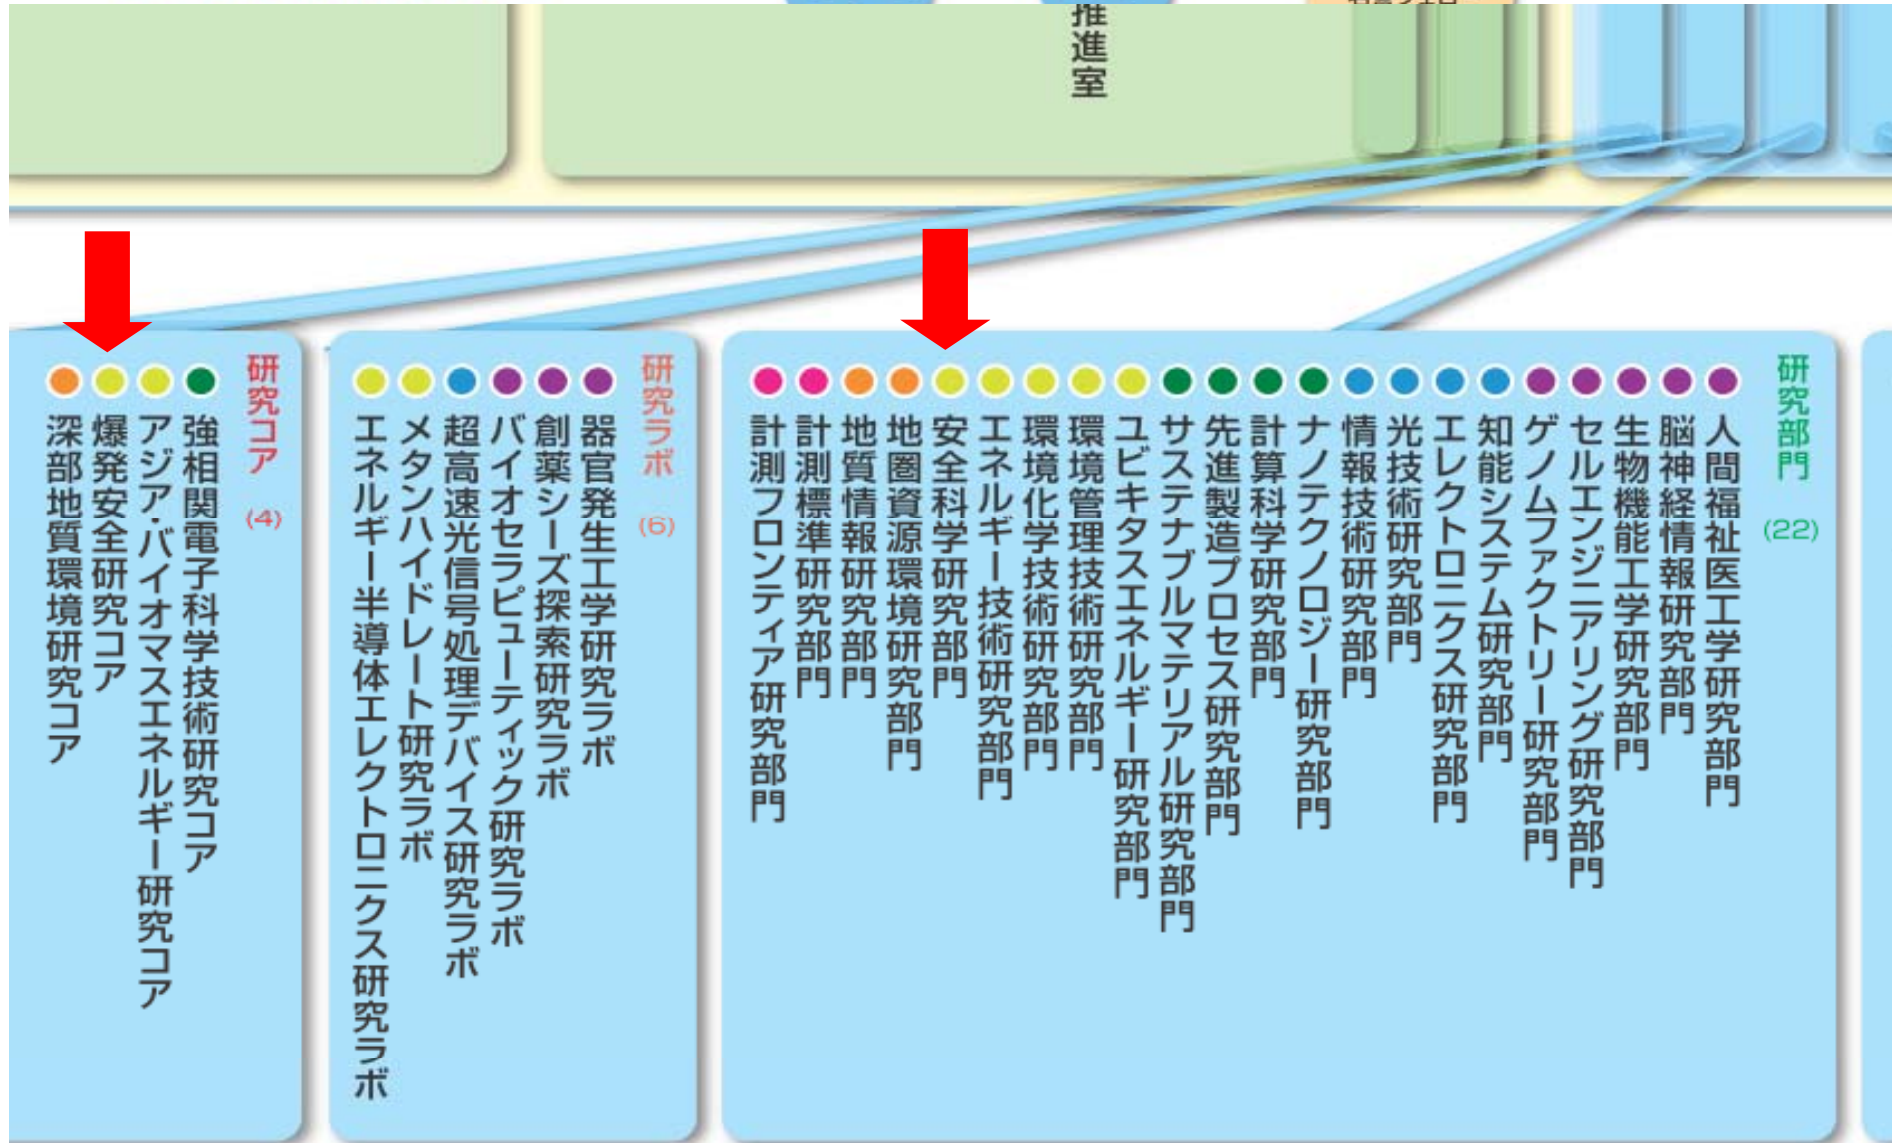 推進室
研究部門 (22)
人間福祉医工学研究部門
脳神経情報研究部門
生物機能工学研究部門
セルエンジニアリング研究部門
ゲノムファクトリー研究部門
知能システム研究部門
エレクトロニクス研究部門
光技術研究部門
情報技術研究部門
ナノテクノロジー研究部門
計算科学研究部門
先進製造プロセス研究部門
サステナブルマテリアル研究部門
ユビキタスエネルギー研究部門
環境管理技術研究部門
環境化学技術研究部門
エネルギー技術研究部門
安全科学研究部門
地圏資源環境研究部門
地質情報研究部門
計測標準研究部門
計測フロンティア研究部門
研究ラボ (6)
器官発生工学研究ラボ
創薬シーズ探索研究ラボ
バイオセラピューティック研究ラボ
超高速光信号処理デバイス研究ラボ
メタンハイドレート研究ラボ
エネルギー半導体エレクトロニクス研究ラボ
研究コア (4)
強相関電子科学技術研究コア
アジア・バイオマスエネルギー研究コア
爆発安全研究コア
深部地質環境研究コア